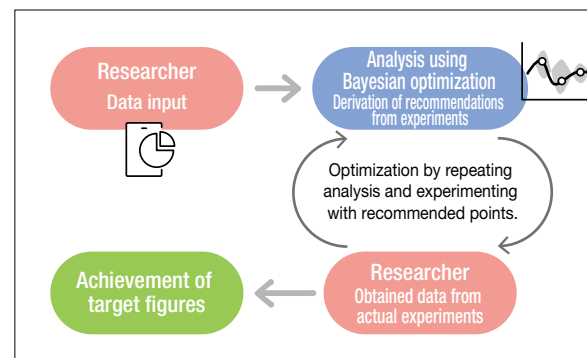 Researcher
Data input
Analysis using
Bayesian optimization
Derivation of recommendations
from experiments
Optimization by repeating
analysis and experimenting
with recommended points.
Achievement of
target figures
Researcher
Obtained data from
actual experiments